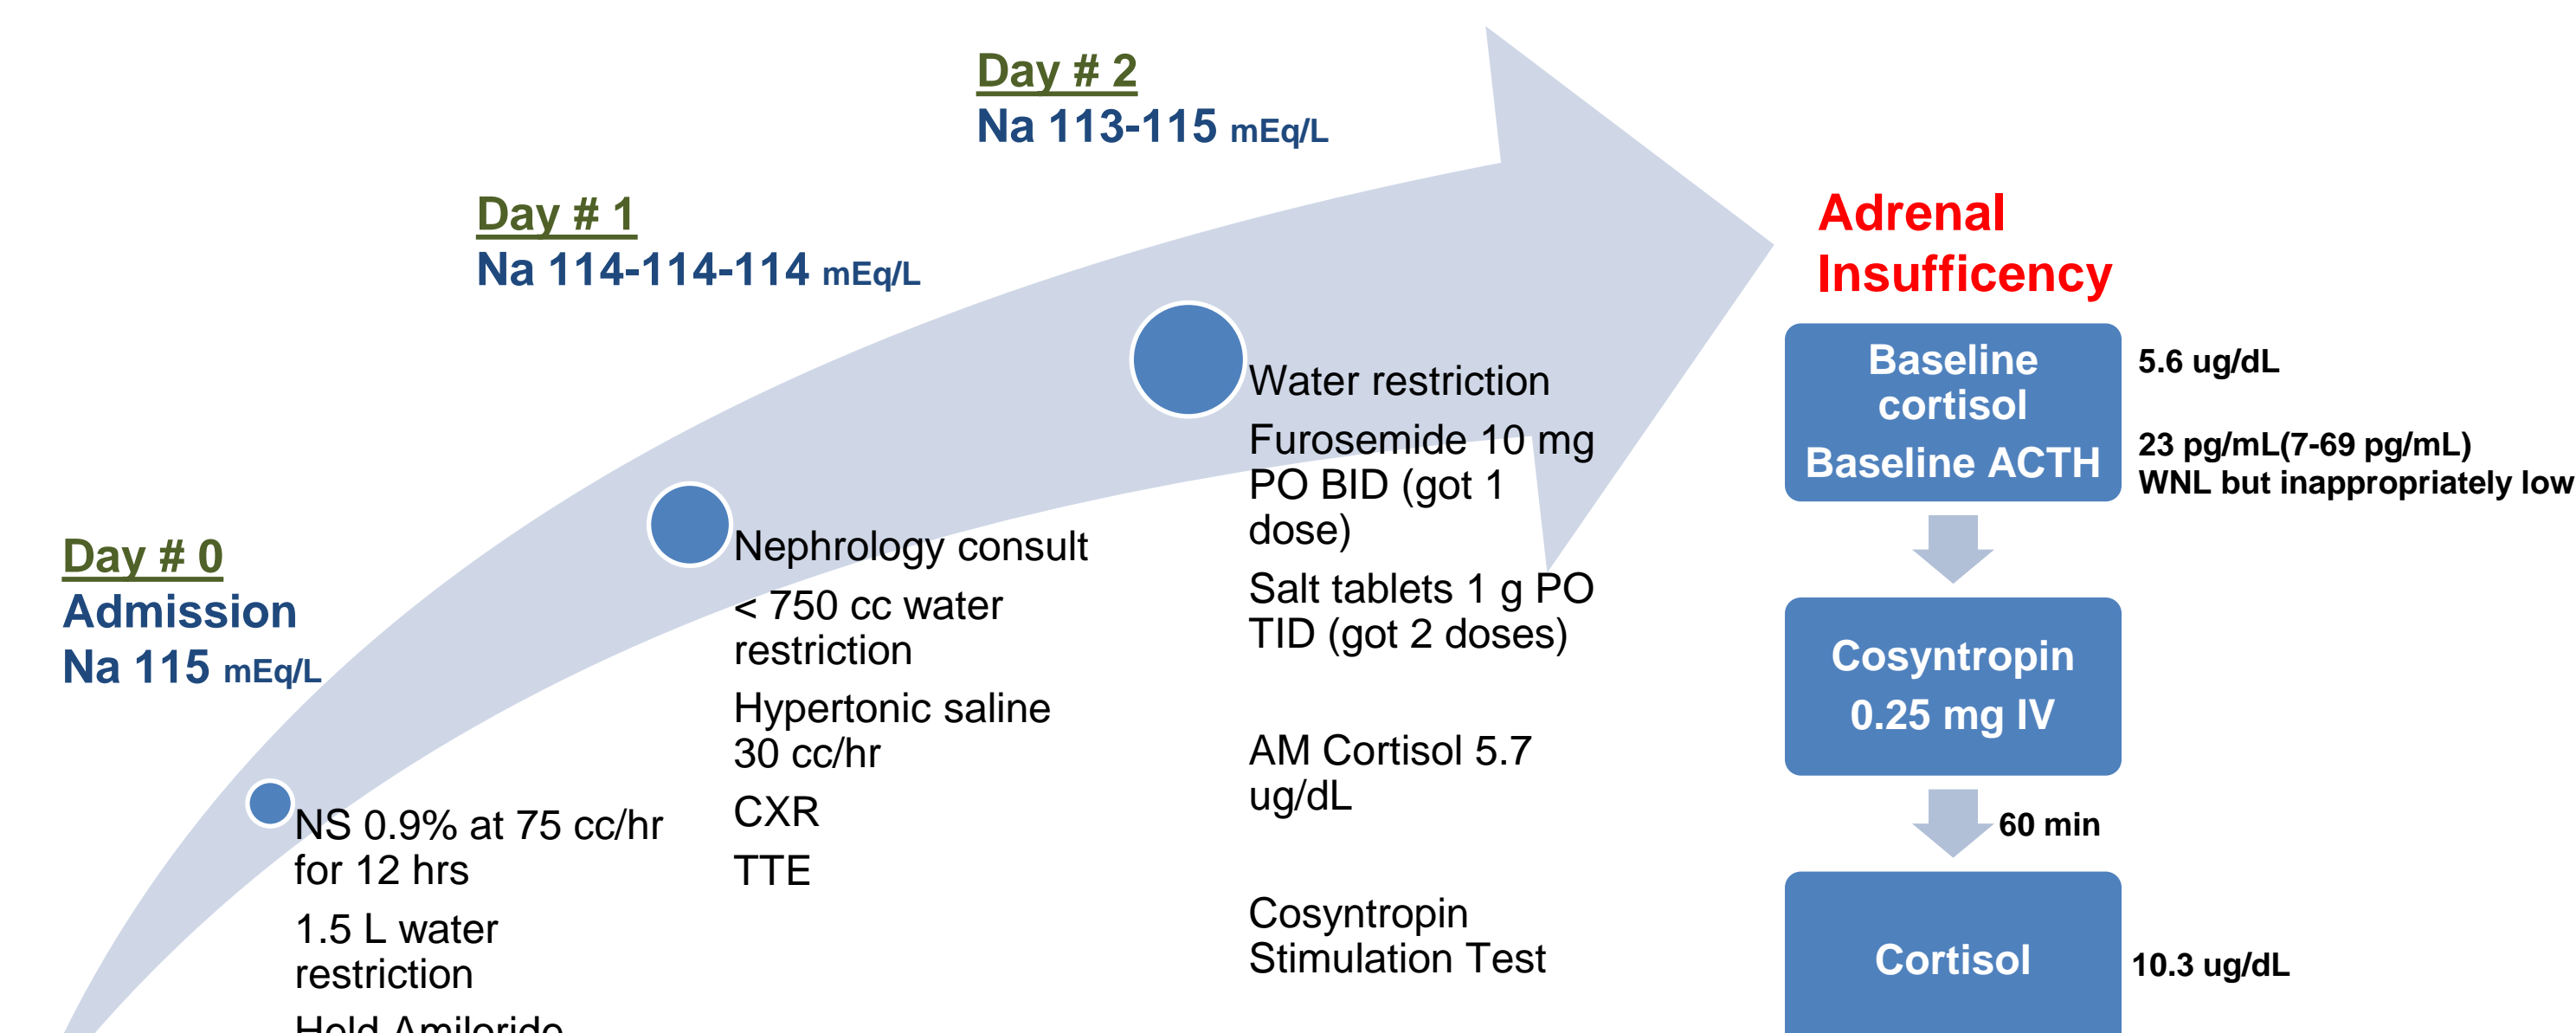 Day # 0
Admission
Na 115 mEq/L
NS 0.9% at 75 cc/hr
for 12 hrs
1.5 L water
restriction
Hold Amiloride
Day # 1
Na 114-114-114 mEq/L
Nephrology consult
< 750 cc water
restriction
Hypertonic saline
30 cc/hr
CXR
TTE
Day # 2
Na 113-115 mEq/L
Water restriction
Furosemide 10 mg
PO BID (got 1
dose)
Salt tablets 1 g PO
TID (got 2 doses)
AM Cortisol 5.7
ug/dL
Cosyntropin
Stimulation Test
Adrenal
Insufficency
Baseline
cortisol
Baseline ACTH
5.6 ug/dL
23 pg/mL(7-69 pg/mL)
WNL but inappropriately low
Cosyntropin
0.25 mg IV
60 min
Cortisol
10.3 ug/dL